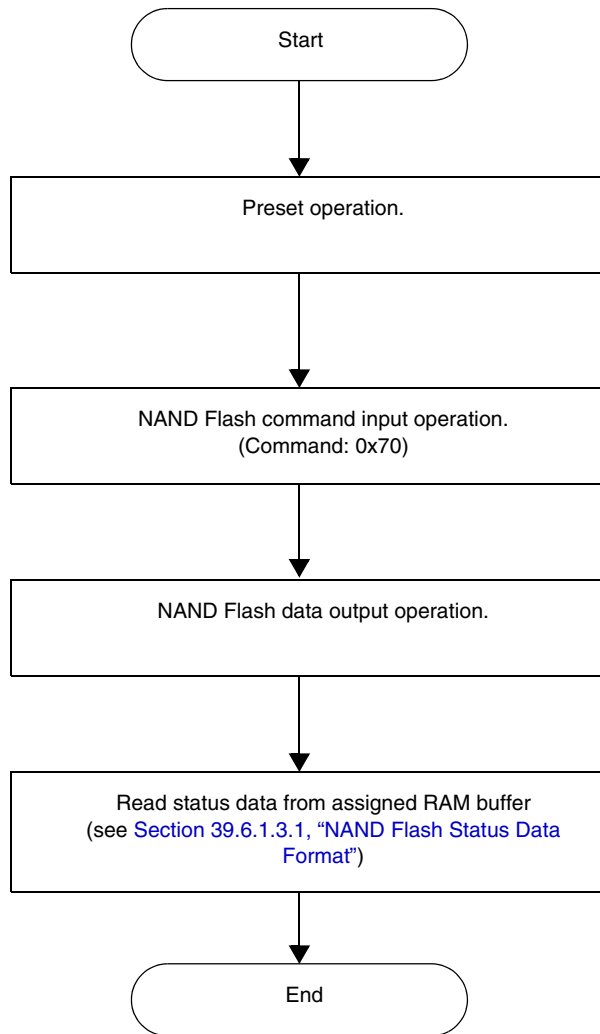 Start
Preset operation.
NAND Flash command input operation.
(Command: 0x70)
NAND Flash data output operation.
Read status data from assigned RAM buffer
(see Section 39.6.1.3.1, “NAND Flash Status Data
Format”)
End